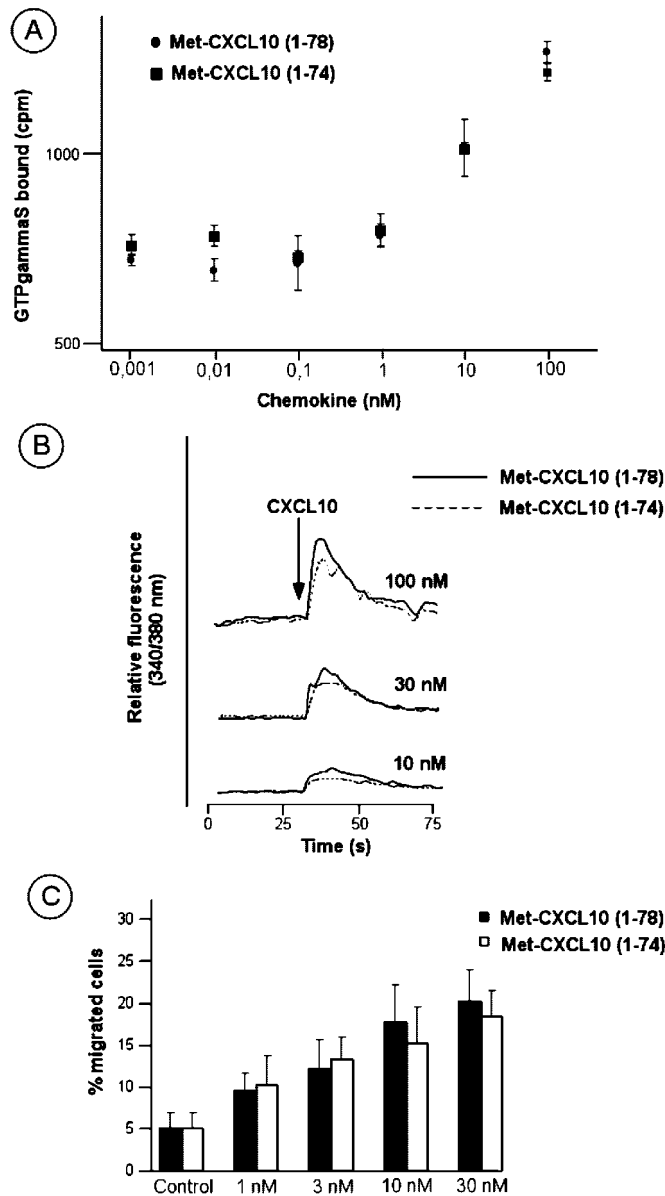 A
Met-CXCL10 (1-78)
Met-CXCL10 (1-74)
GTPgammaS bound (cpm)
1000
500
0,001 0,01 0,1 1 10 100
Chemokine (nM)
B
Met-CXCL10 (1-78)
Met-CXCL10 (1-74)
CXCL10
Relative fluorescence
(340/380 nm)
100 nM
30 nM
10 nM
0 25 50 75
Time (s)
C
Met-CXCL10 (1-78)
Met-CXCL10 (1-74)
% migrated cells
30
25
20
15
10
5
0
Control 1 nM 3 nM 10 nM 30 nM